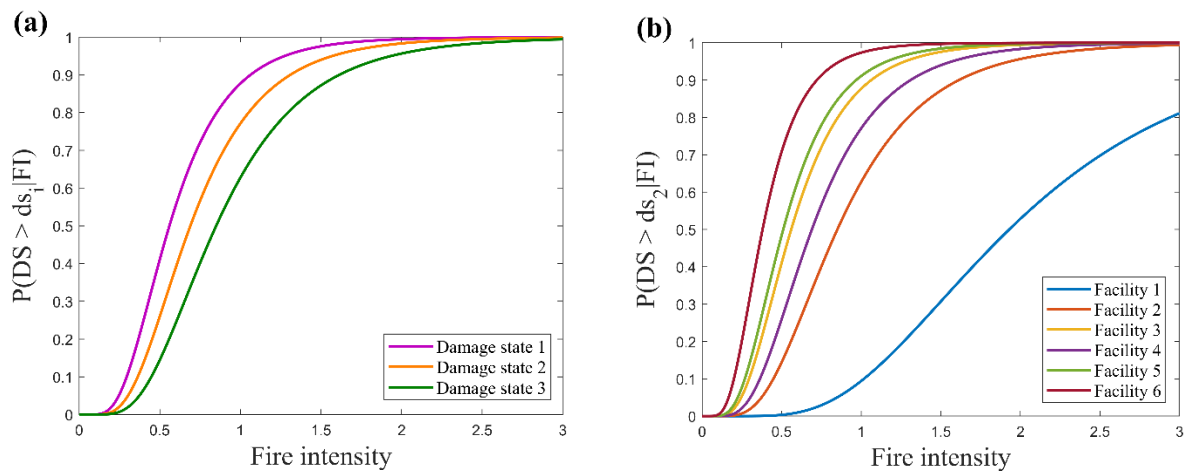 (a)
1
0.9
0.8
0.7
0.6
0.5
0.4
0.3
0.2
0.1
0
P(DS > ds_i|FI)
0 0.5 1 1.5 2 2.5 3
Fire intensity
Damage state 1
Damage state 2
Damage state 3
(b)
1
0.9
0.8
0.7
0.6
0.5
0.4
0.3
0.2
0.1
0
P(DS > ds_2|FI)
0 0.5 1 1.5 2 2.5 3
Fire intensity
Facility 1
Facility 2
Facility 3
Facility 4
Facility 5
Facility 6